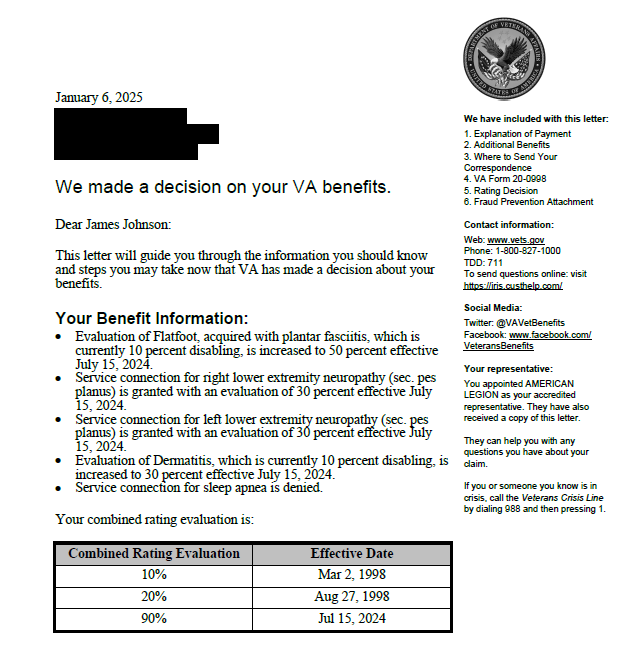 DEPARTMENT OF VETERANS AFFAIRS
UNITED STATES OF AMERICA
January 6, 2025
We made a decision on your VA benefits.
Dear James Johnson:
This letter will guide you through the information you should know
and steps you may take now that VA has made a decision about your
benefits.
Your Benefit Information:
• Evaluation of Flatfoot, acquired with plantar fasciitis, which is
currently 10 percent disabling, is increased to 50 percent effective
July 15, 2024.
• Service connection for right lower extremity neuropathy (sec. pes
planus) is granted with an evaluation of 30 percent effective July
15, 2024.
• Service connection for left lower extremity neuropathy (sec. pes
planus) is granted with an evaluation of 30 percent effective July
15, 2024.
• Evaluation of Dermatitis, which is currently 10 percent disabling, is
increased to 30 percent effective July 15, 2024.
• Service connection for sleep apnea is denied.
Your combined rating evaluation is:
Combined Rating Evaluation Effective Date
10% Mar 2, 1998
20% Aug 27, 1998
90% Jul 15, 2024
We have included with this letter:
1. Explanation of Payment
2. Additional Benefits
3. Where to Send Your
Correspondence
4. VA Form 20-0998
5. Rating Decision
6. Fraud Prevention Attachment
Contact information:
Web: www.vets.gov
Phone: 1-800-827-1000
TDD: 711
To send questions online: visit
https://iris.custhelp.com/
Social Media:
Twitter: @VAVetBenefits
Facebook: www.facebook.com/
VeteransBenefits
Your representative:
You appointed AMERICAN
LEGION as your accredited
representative. They have also
received a copy of this letter.
They can help you with any
questions you have about your
claim.
If you or someone you know is in
crisis, call the Veterans Crisis Line
by dialing 988 and then pressing 1.